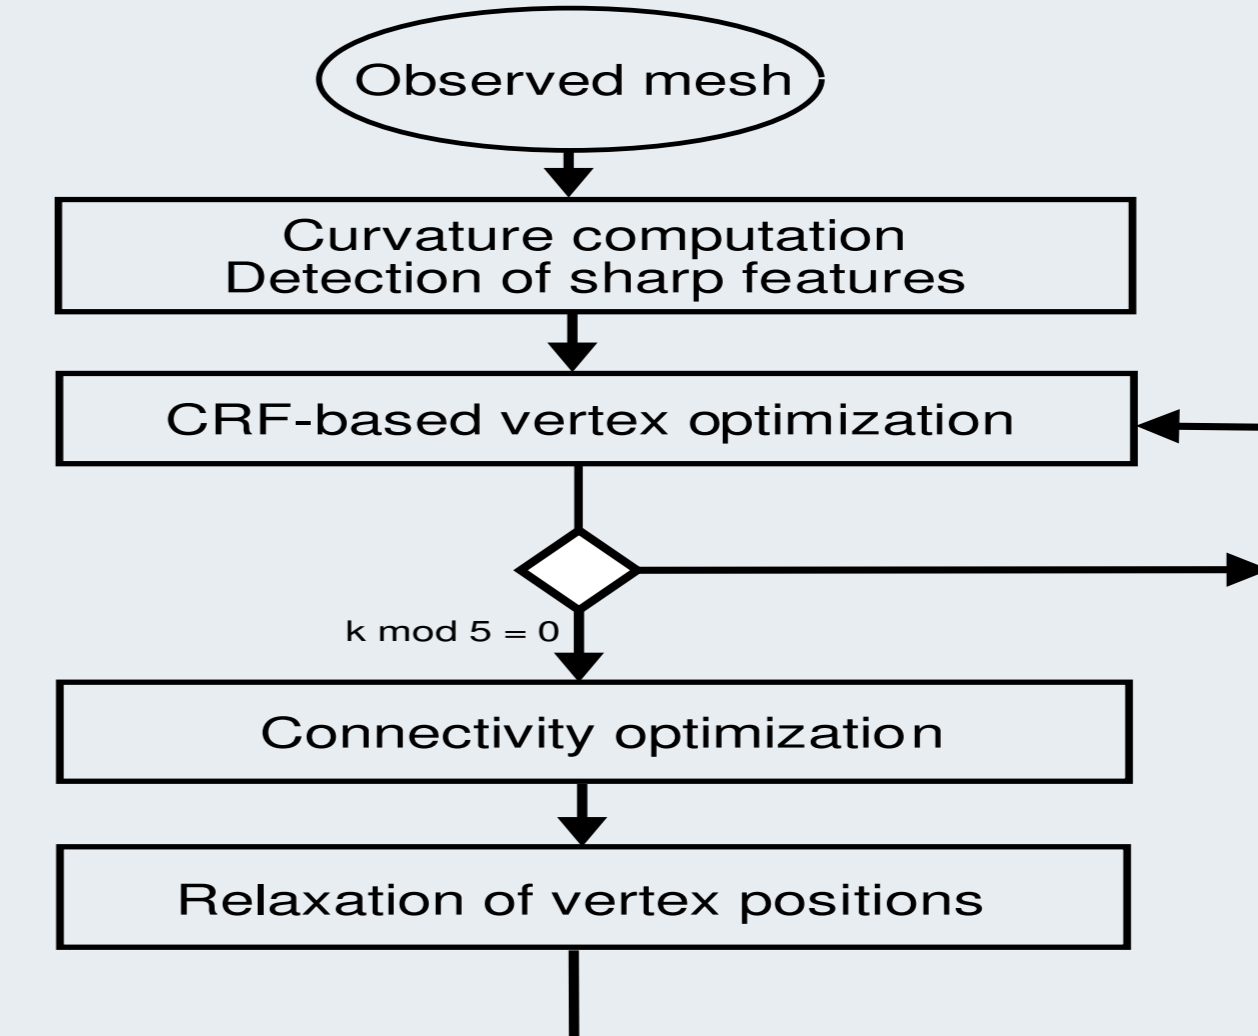 Observed mesh
Curvature computation
Detection of sharp features
CRF-based vertex optimization
k mod 5 = 0
Connectivity optimization
Relaxation of vertex positions